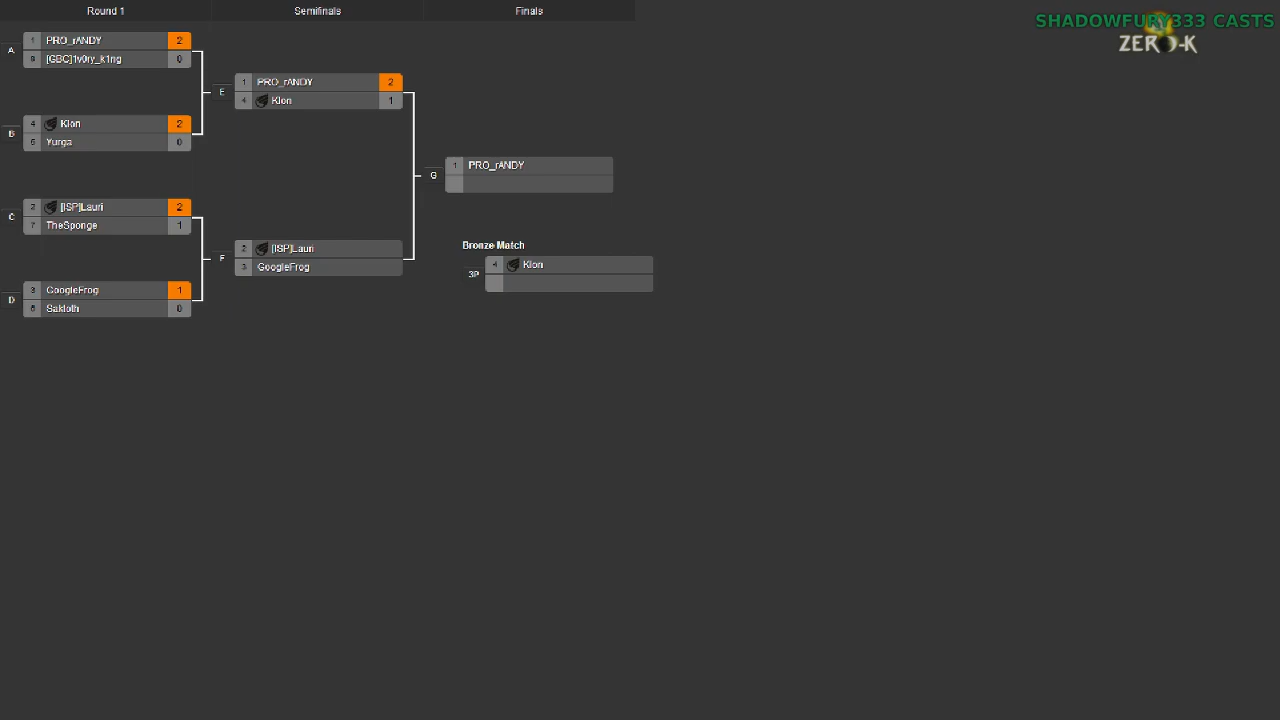 Round 1
Semifinals
Finals
SHADOWFURY333 CASTS
ZERO-K
A
1 PRO_rANDY 2
8 [GBC]1v0ry_k1ng 0
B
4 Klon 2
5 Yurga 0
C
2 [ISP]Lauri 2
7 TheSponge 1
D
3 GoogleFrog 1
6 Sakloth 0
E
1 PRO_rANDY 2
4 Klon 1
F
2 [ISP]Lauri
3 GoogleFrog
G
1 PRO_rANDY
Bronze Match
3P
4 Klon